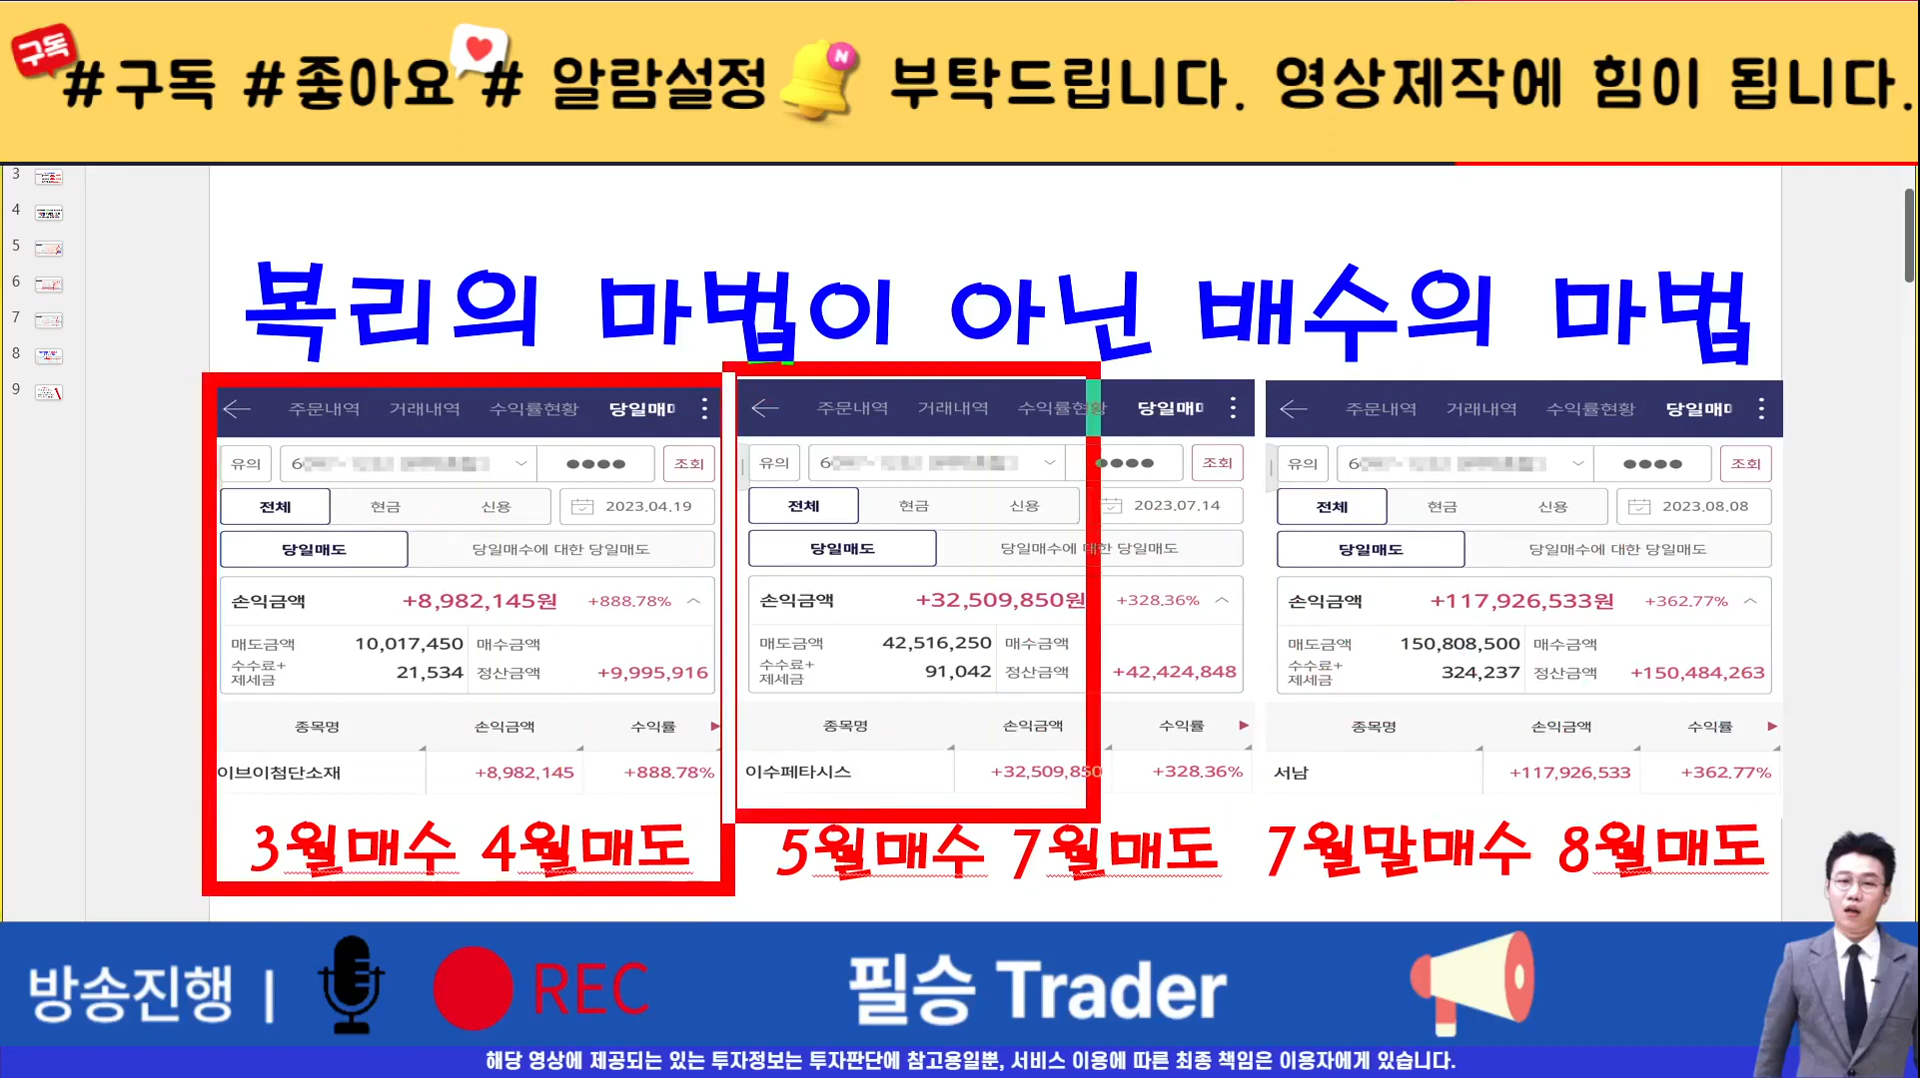 구독
#구독 #좋아요 # 알람설정 N 부탁드립니다. 영상제작에 힘이 됩니다.
3
4
5
6
7
8
9
복리의 마법이 아닌 배수의 마법
주문내역 거래내역 수익률현황 당일매매
유의 6 ●●●● 조회
전체 현금 신용 2023.04.19
당일매도 당일매수에 대한 당일매도
손익금액 +8,982,145원 +888.78%
매도금액 10,017,450 매수금액
수수료+
제세금 21,534 정산금액 +9,995,916
종목명 손익금액 수익률
이브이첨단소재 +8,982,145 +888.78%
3월매수 4월매도
주문내역 거래내역 수익률현황 당일매매
유의 6 ●●●● 조회
전체 현금 신용 2023.07.14
당일매도 당일매수에 대한 당일매도
손익금액 +32,509,850원 +328.36%
매도금액 42,516,250 매수금액
수수료+
제세금 91,042 정산금액 +42,424,848
종목명 손익금액 수익률
이수페타시스 +32,509,850 +328.36%
5월매수 7월매도
주문내역 거래내역 수익률현황 당일매매
유의 6 ●●●● 조회
전체 현금 신용 2023.08.08
당일매도 당일매수에 대한 당일매도
손익금액 +117,926,533원 +362.77%
매도금액 150,808,500 매수금액
수수료+
제세금 324,237 정산금액 +150,484,263
종목명 손익금액 수익률
서남 +117,926,533 +362.77%
7월말매수 8월매도
방송진행 | REC 필승 Trader
해당 영상에 제공되는 있는 투자정보는 투자판단에 참고용일뿐, 서비스 이용에 따른 최종 책임은 이용자에게 있습니다.